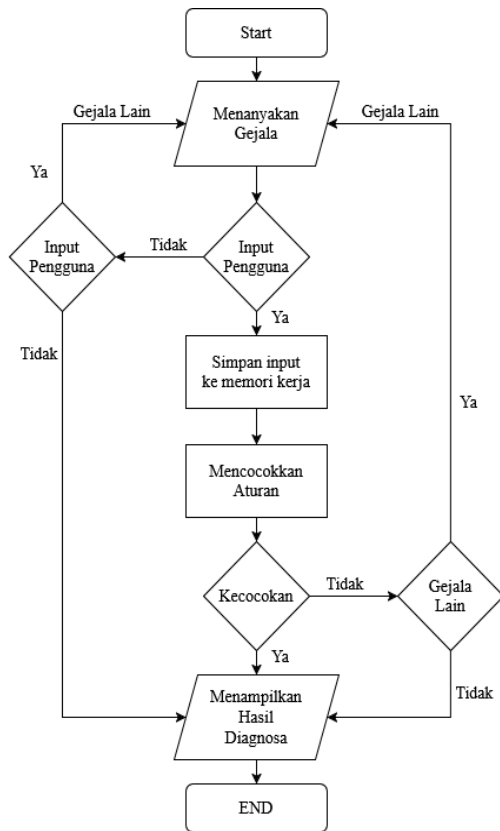 Start
Menanyakan
Gejala
Gejala Lain
Gejala Lain
Ya
Input
Pengguna
Tidak
Input
Pengguna
Tidak
Ya
Simpan input
ke memori kerja
Ya
Mencocokkan
Aturan
Kecocokan
Tidak
Gejala
Lain
Ya
Tidak
Menampilkan
Hasil
Diagnosa
END